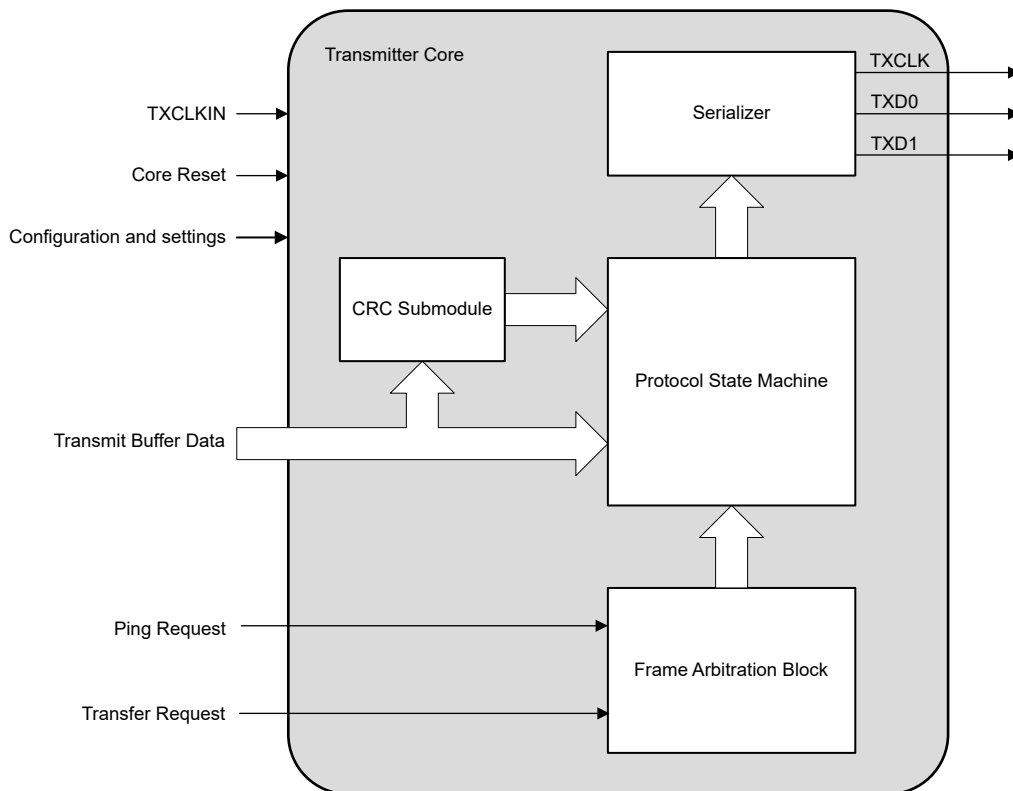 Transmitter Core
TXCLK
TXCLKIN
Serializer
TXD0
TXD1
Core Reset
Configuration and settings
CRC Submodule
Protocol State Machine
Transmit Buffer Data
Ping Request
Frame Arbitration Block
Transfer Request